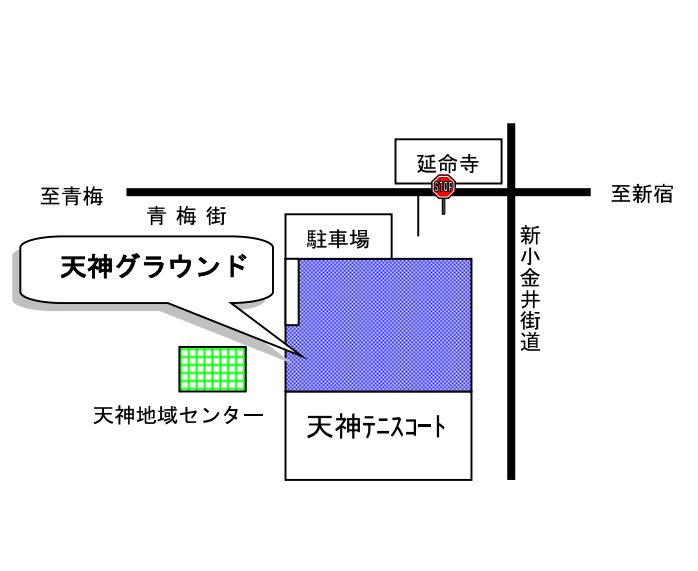 延命寺
STOP
至青梅
至新宿
青梅街
駐車場
新小金井街道
天神グラウンド
天神地域センター
天神ﾃﾆｽｺｰﾄ